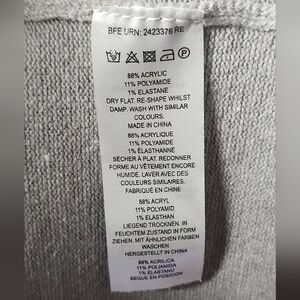 BFE URN: 2423376 RE
88% ACRYLIC
11% POLYAMIDE
1% ELASTANE
DRY FLAT. RE-SHAPE WHILST
DAMP. WASH WITH SIMILAR
COLOURS.
MADE IN CHINA
88% ACRYLIQUE
11% POLYAMIDE
1% ÉLASTHANNE
SÉCHER À PLAT. REDONNER
FORME AU VÊTEMENT ENCORE
HUMIDE. LAVER AVEC DES
COULEURS SIMILAIRES.
FABRIQUÉ EN CHINE
88% ACRYL
11% POLYAMID
1% ELASTHAN
LIEGEND TROCKNEN. IN
FEUCHTEM ZUSTAND IN FORM
ZIEHEN. MIT ÄHNLICHEN FARBEN
WASCHEN.
HERGESTELLT IN CHINA
88% ACRÍLICA
11% POLIAMIDA
1% ELASTANO
SEQUE EN POSICIÓN